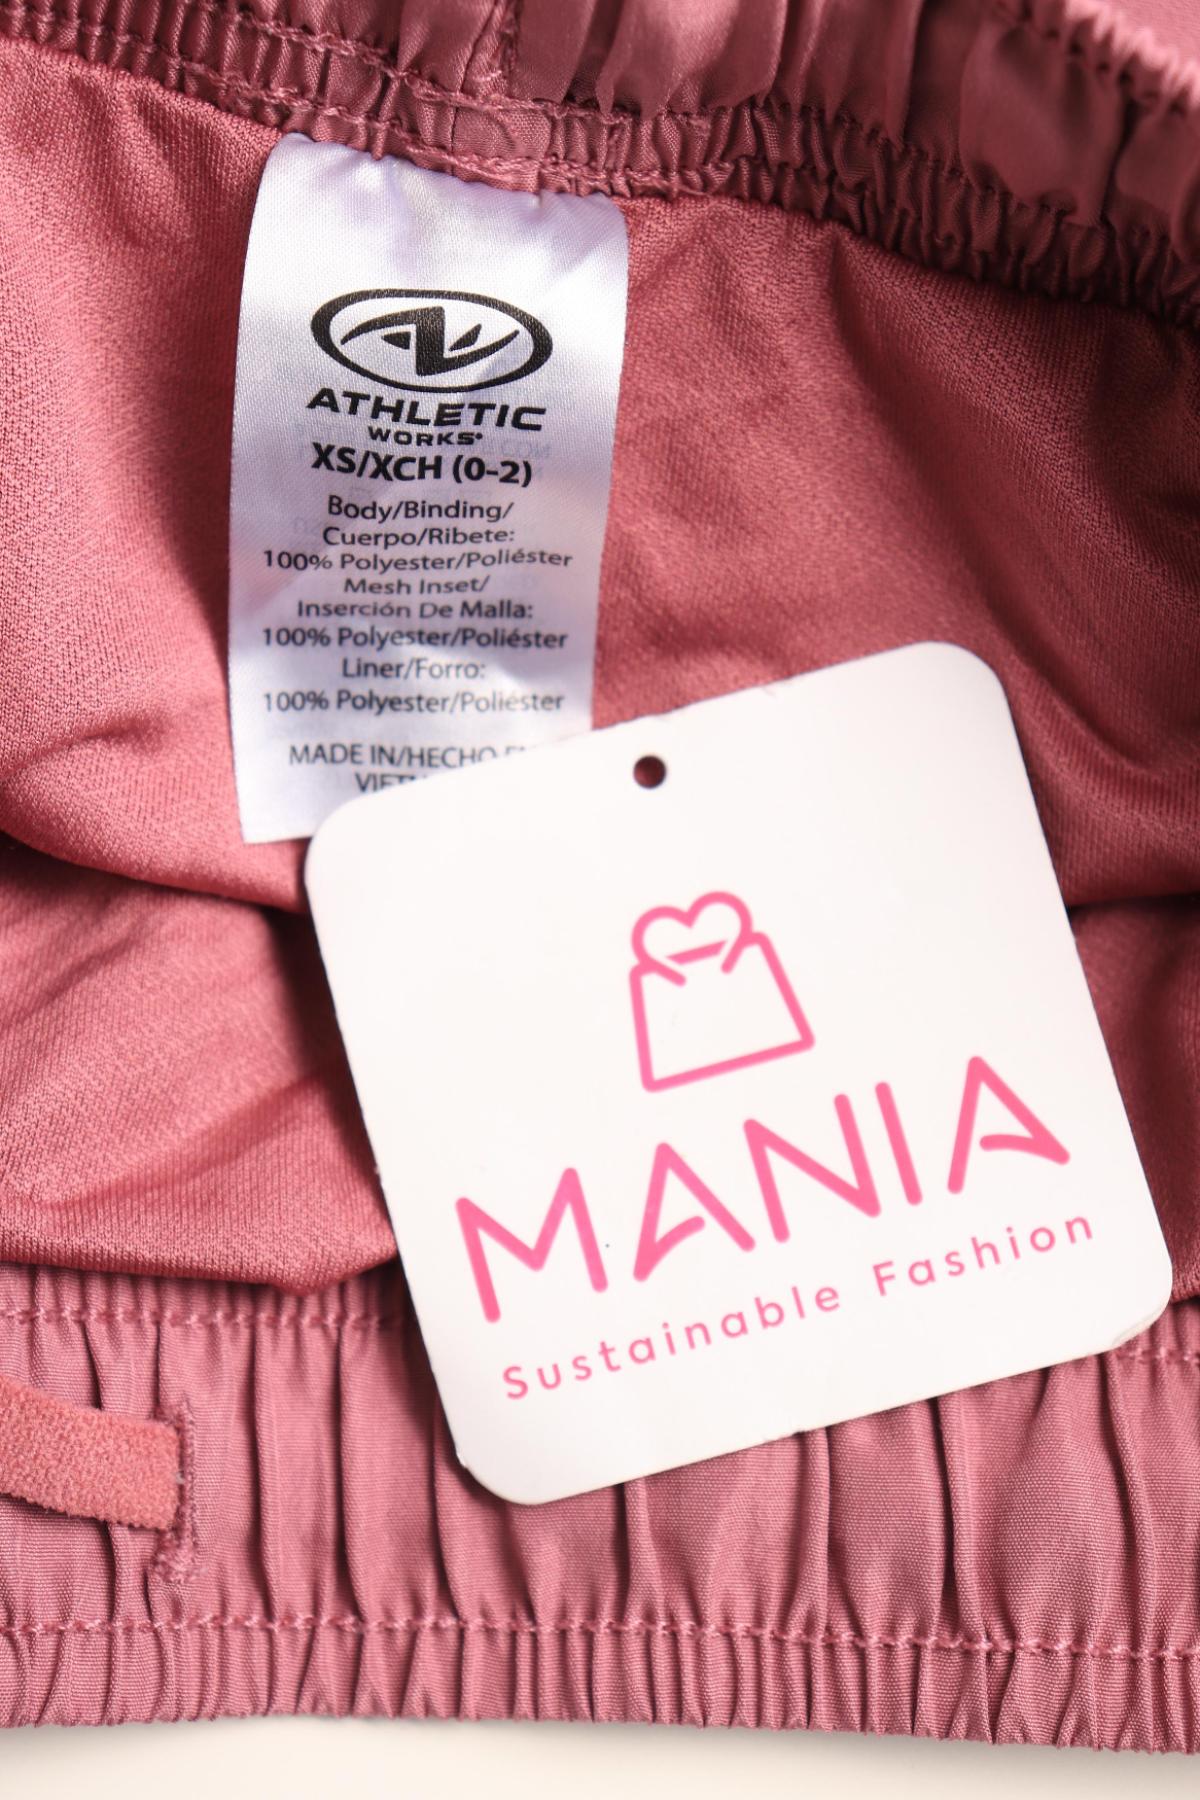 ATHLETIC
WORKS
XS/XCH (0-2)
Body/Binding/
Cuerpo/Ribete:
100% Polyester/Poliéster
Mesh Inset/
Inserción De Malla:
100% Polyester/Poliéster
Liner/Forro:
100% Polyester/Poliéster
MADE IN/HECHO
MANIA
Sustainable Fashion